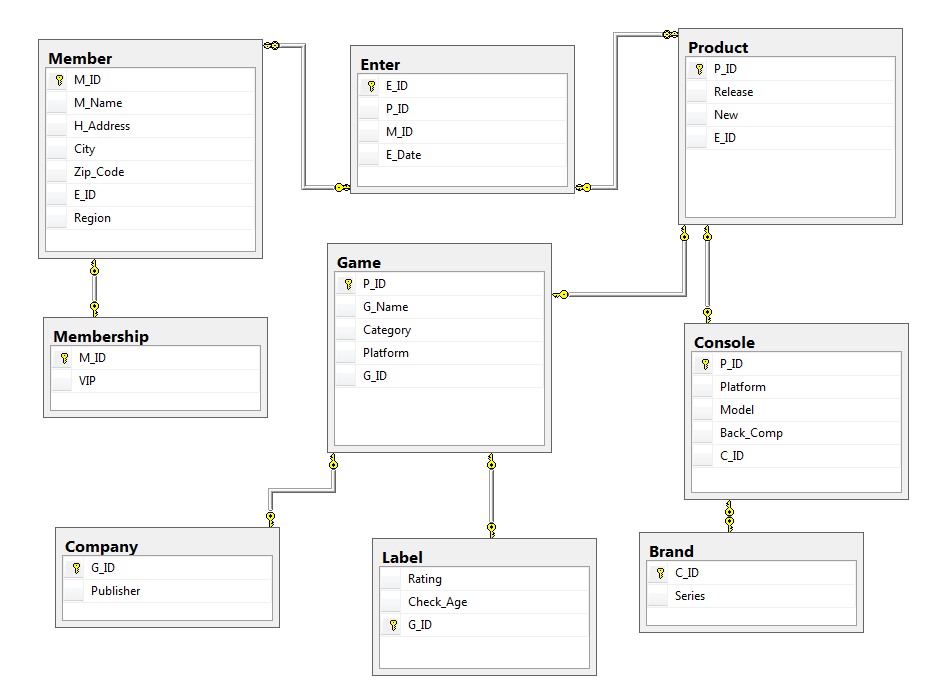 Member
M_ID
M_Name
H_Address
City
Zip_Code
E_ID
Region
Enter
E_ID
P_ID
M_ID
E_Date
Product
P_ID
Release
New
E_ID
Membership
M_ID
VIP
Game
P_ID
G_Name
Category
Platform
G_ID
Console
P_ID
Platform
Model
Back_Comp
C_ID
Company
G_ID
Publisher
Label
Rating
Check_Age
G_ID
Brand
C_ID
Series